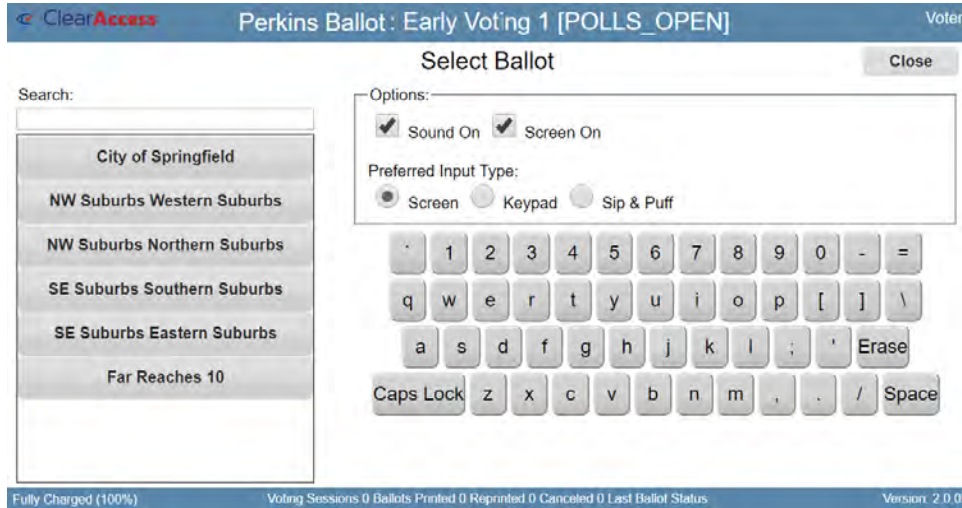 ClearAccess Perkins Ballot: Early Voting 1 [POLLS_OPEN] Voter
Select Ballot
Close
Search:
City of Springfield
NW Suburbs Western Suburbs
NW Suburbs Northern Suburbs
SE Suburbs Southern Suburbs
SE Suburbs Eastern Suburbs
Far Reaches 10
Options:
Sound On Screen On
Preferred Input Type:
Screen Keypad Sip & Puff
` 1 2 3 4 5 6 7 8 9 0 - =
q w e r t y u i o p [ ] \
a s d f g h j k l ; ' Erase
Caps Lock z x c v b n m , . / Space
Fully Charged (100%) Voting Sessions 0 Ballots Printed 0 Reprinted 0 Canceled 0 Last Ballot Status Version 2.0.0